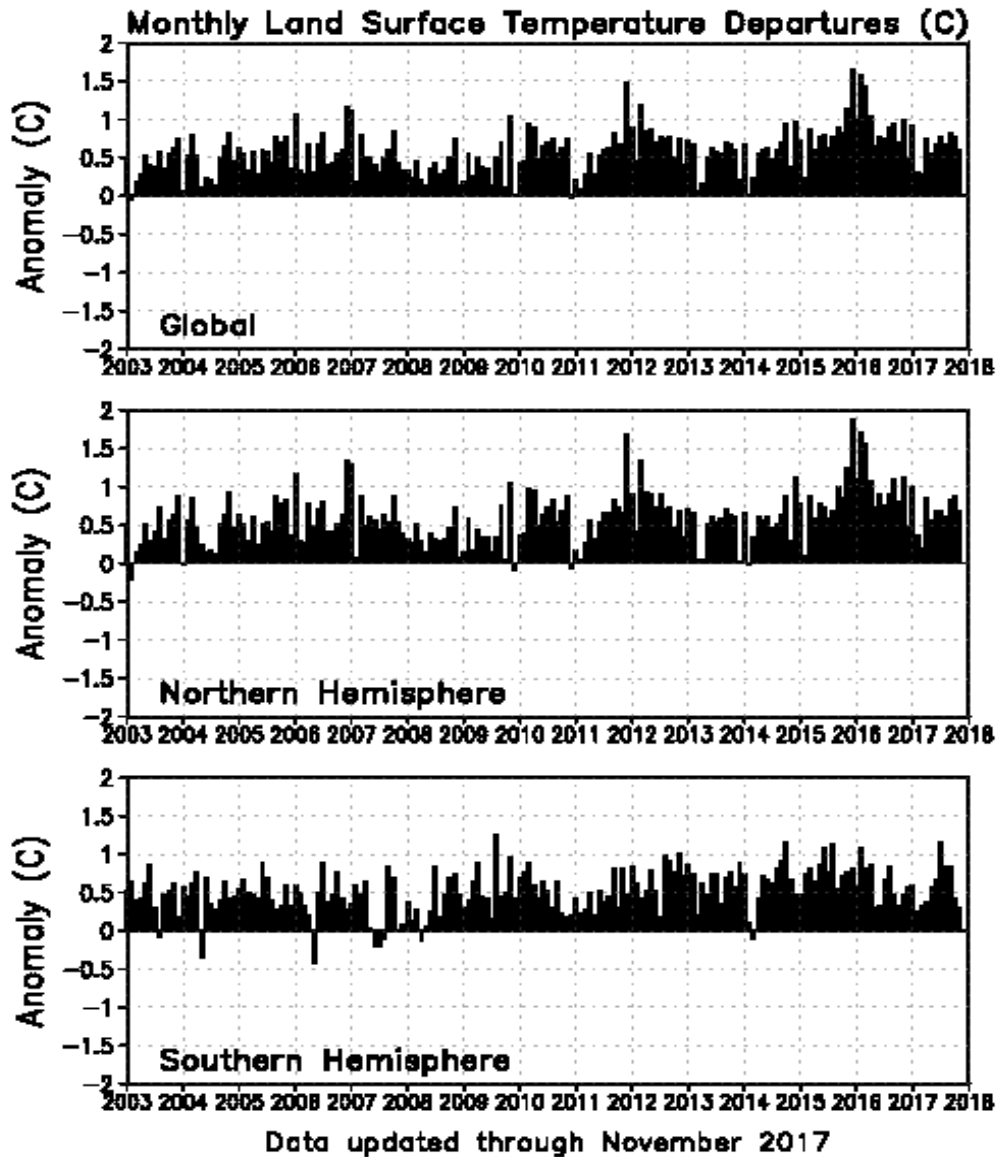 Monthly Land Surface Temperature Departures (C)
Anomaly (C)
2
1.5
1
0.5
0
−0.5
−1
−1.5
−2
Global
2003 2004 2005 2006 2007 2008 2009 2010 2011 2012 2013 2014 2015 2016 2017 2018
Anomaly (C)
2
1.5
1
0.5
0
−0.5
−1
−1.5
−2
Northern Hemisphere
2003 2004 2005 2006 2007 2008 2009 2010 2011 2012 2013 2014 2015 2016 2017 2018
Anomaly (C)
2
1.5
1
0.5
0
−0.5
−1
−1.5
−2
Southern Hemisphere
2003 2004 2005 2006 2007 2008 2009 2010 2011 2012 2013 2014 2015 2016 2017 2018
Data updated through November 2017